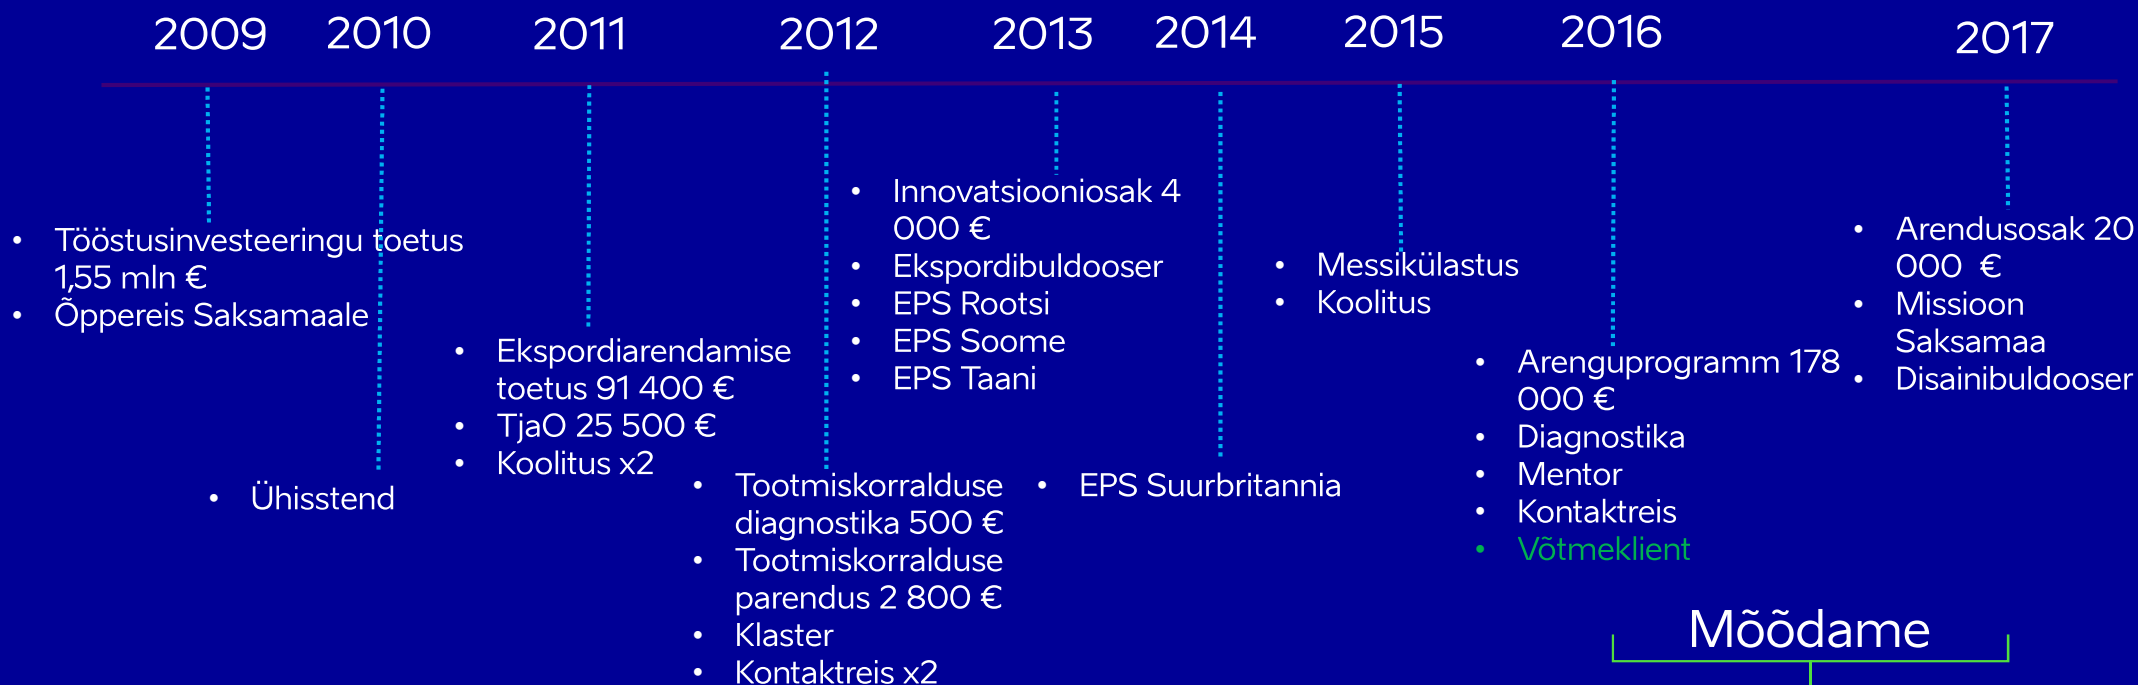 2009
2010
2011
2012
2013
2014
2015
2016
2017
• Tööstusinvesteeringu toetus
1,55 mln €
• Õppereis Saksamaale
• Ühisstend
• Ekspordiarendamise
toetus 91 400 €
• TjaO 25 500 €
• Koolitus x2
• Tootmiskorralduse
diagnostika 500 €
• Tootmiskorralduse
parendus 2 800 €
• Klaster
• Kontaktreis x2
• Innovatsiooniosak 4
000 €
• Ekspordibuldooser
• EPS Rootsi
• EPS Soome
• EPS Taani
• EPS Suurbritannia
• Messikülastus
• Koolitus
• Arenguprogramm 178
000 €
• Diagnostika
• Mentor
• Kontaktreis
• Võtmeklient
• Arendusosak 20
000 €
• Missioon
Saksamaa
• Disainibuldooser
Mõõdame